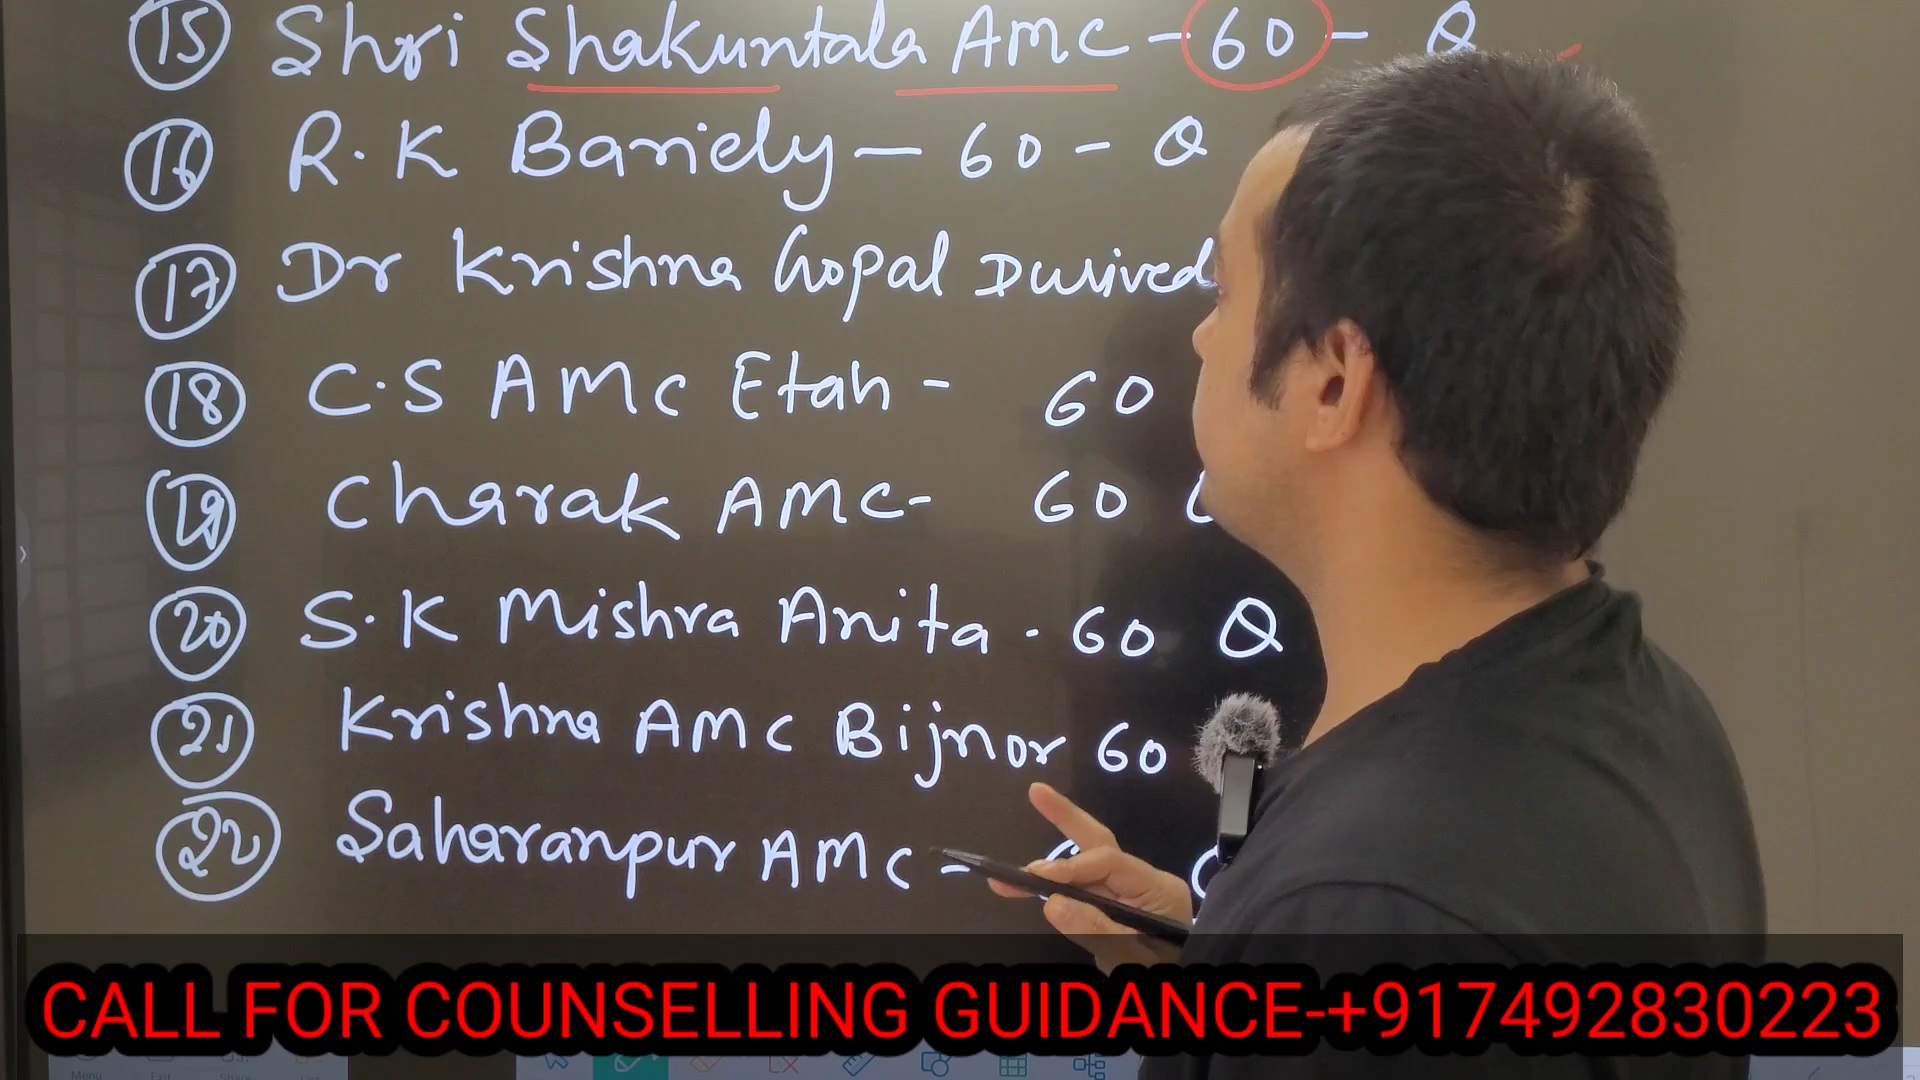 15 Shri Shakuntala AMC - 60 - Q
16 R.K Bariely - 60 - Q
17 Dr Krishna Gopal Dwived
18 C.S AMC Etah - 60
19 Charak AMC - 60
20 S.K Mishra Anita - 60 Q
21 Krishna AMC Bijnor 60
22 Saharanpur AMC -
CALL FOR COUNSELLING GUIDANCE-+917492830223